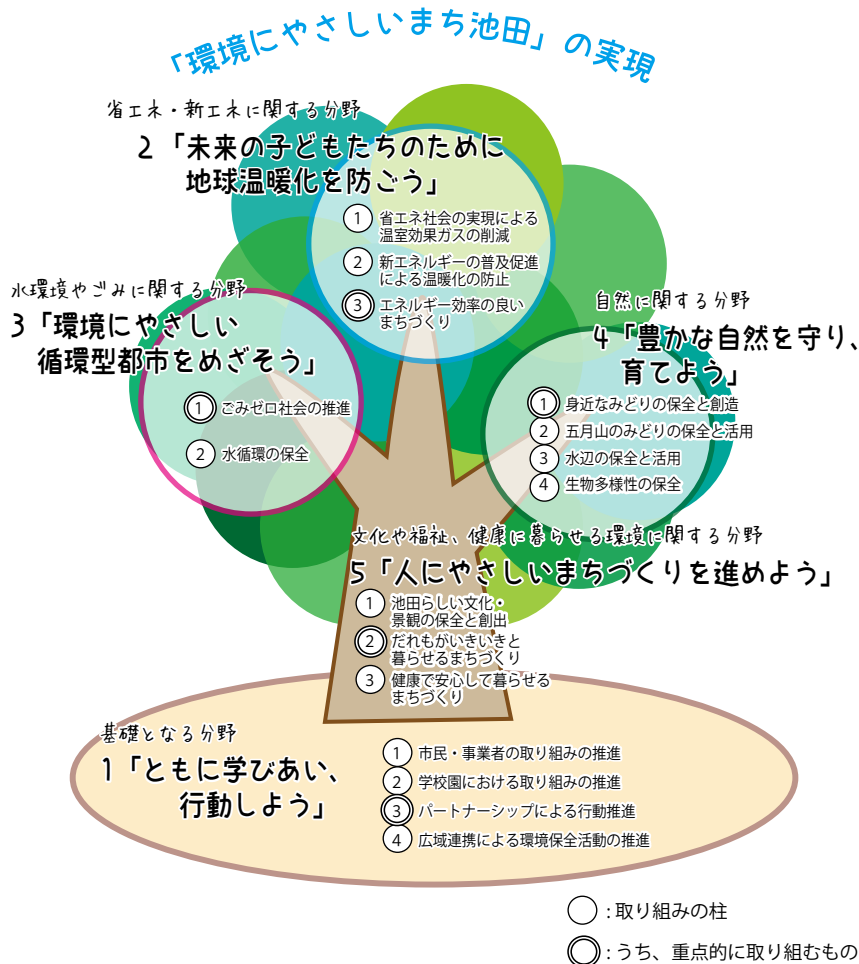 「環境にやさしいまち池田」の実現
省エネ・新エネに関する分野
2「未来の子どもたちのために
地球温暖化を防ごう」
1 省エネ社会の実現による
温室効果ガスの削減
2 新エネルギーの普及促進
による温暖化の防止
3 エネルギー効率の良い
まちづくり
水環境やごみに関する分野
3「環境にやさしい
循環型都市をめざそう」
1 ごみゼロ社会の推進
2 水循環の保全
自然に関する分野
4「豊かな自然を守り、
育てよう」
1 身近なみどりの保全と創造
2 五月山のみどりの保全と活用
3 水辺の保全と活用
4 生物多様性の保全
文化や福祉、健康に暮らせる環境に関する分野
5「人にやさしいまちづくりを進めよう」
1 池田らしい文化・
景観の保全と創出
2 だれもがいきいきと
暮らせるまちづくり
3 健康で安心して暮らせる
まちづくり
基礎となる分野
1「ともに学びあい、
行動しよう」
1 市民・事業者の取り組みの推進
2 学校園における取り組みの推進
3 パートナーシップによる行動推進
4 広域連携による環境保全活動の推進
：取り組みの柱
：うち、重点的に取り組むもの